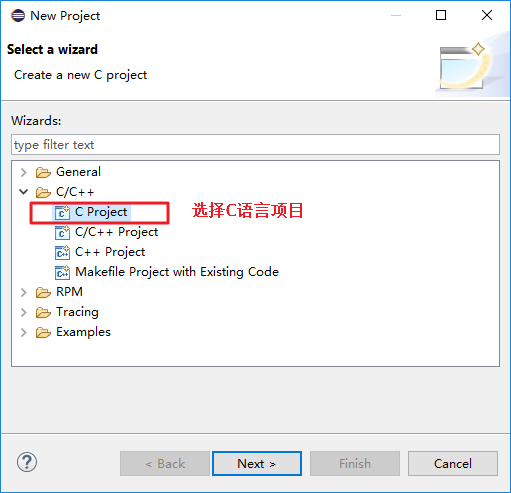 New Project
Select a wizard
Create a new C project
Wizards:
type filter text
General
C/C++
C Project 选择C语言项目
C/C++ Project
C++ Project
Makefile Project with Existing Code
RPM
Tracing
Examples
? < Back Next > Finish Cancel